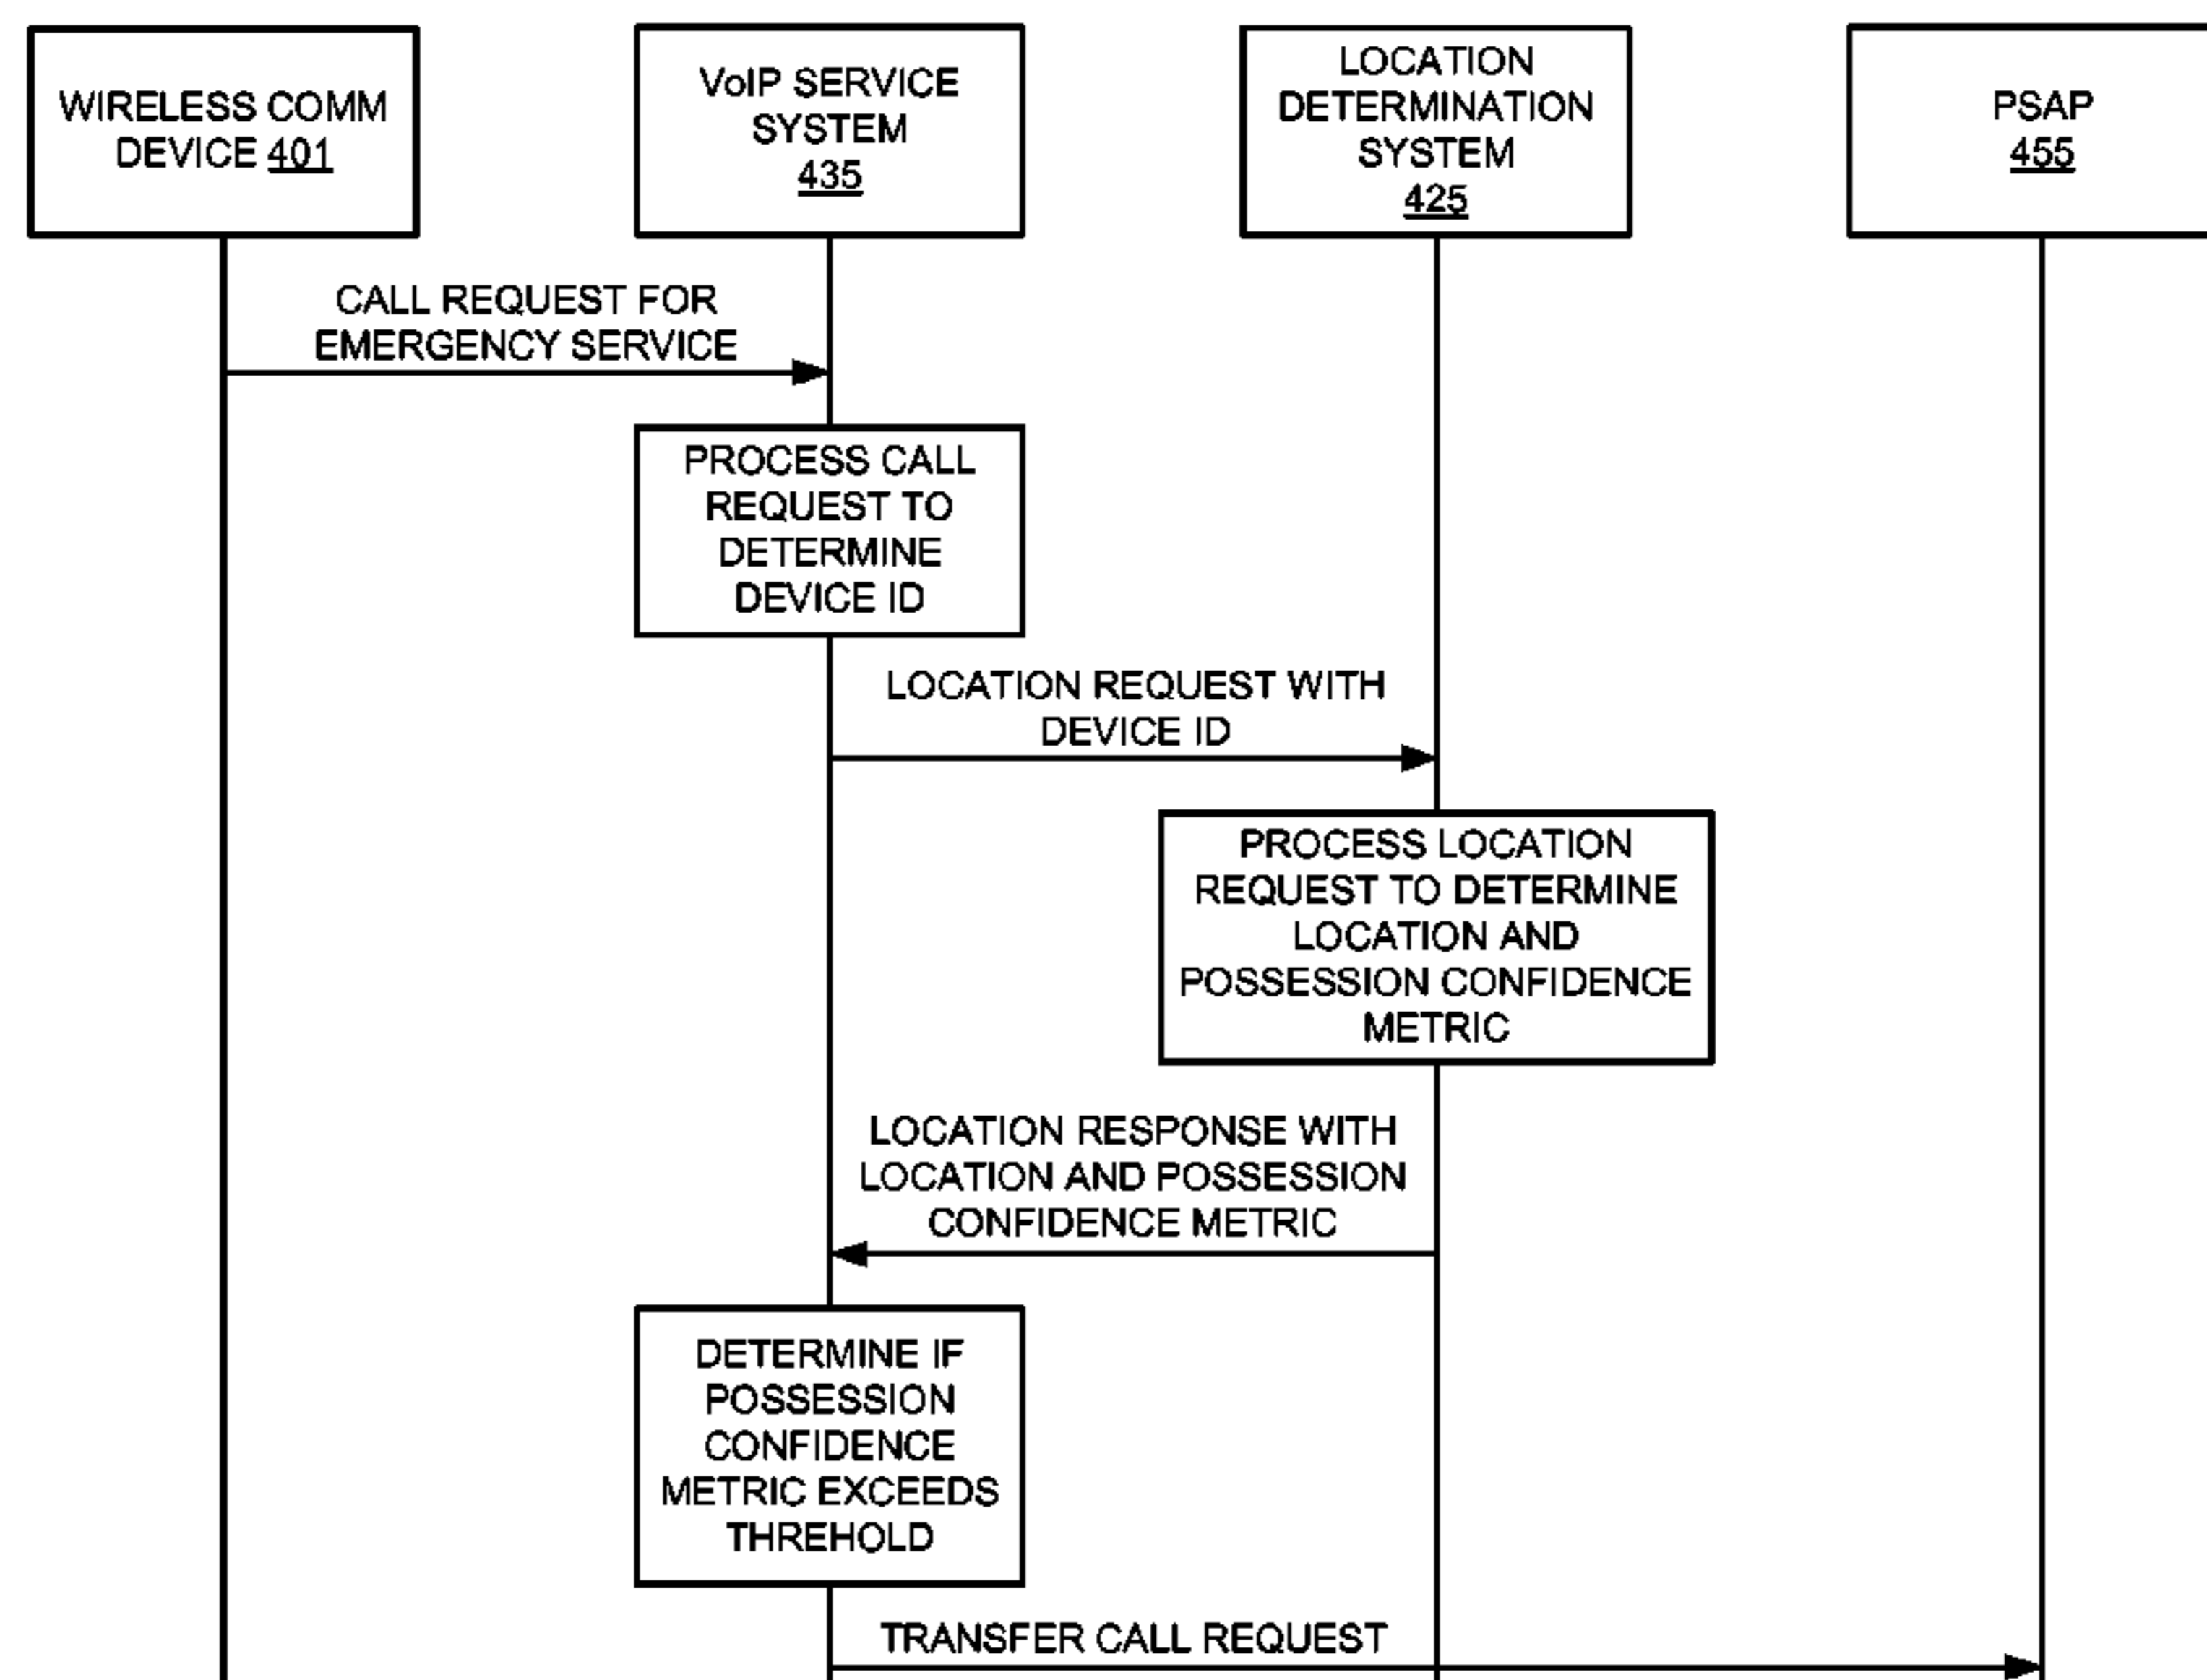 WIRELESS COMM
DEVICE 401
VoIP SERVICE
SYSTEM
435
LOCATION
DETERMINATION
SYSTEM
425
PSAP
455
CALL REQUEST FOR
EMERGENCY SERVICE
PROCESS CALL
REQUEST TO
DETERMINE
DEVICE ID
LOCATION REQUEST WITH
DEVICE ID
PROCESS LOCATION
REQUEST TO DETERMINE
LOCATION AND
POSSESSION CONFIDENCE
METRIC
LOCATION RESPONSE WITH
LOCATION AND POSSESSION
CONFIDENCE METRIC
DETERMINE IF
POSSESSION
CONFIDENCE
METRIC EXCEEDS
THREHOLD
TRANSFER CALL REQUEST